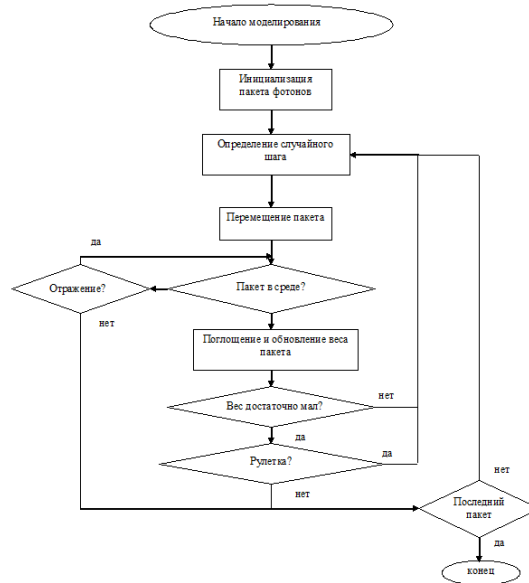 Начало моделирования
Инициализация
пакета фотонов
Определение случайного
шага
Перемещение пакета
да
Отражение?
Пакет в среде?
нет
Поглощение и обновление веса
пакета
Вес достаточно мал?
нет
да
Рулетка?
да
нет
нет
Последний
пакет
да
конец